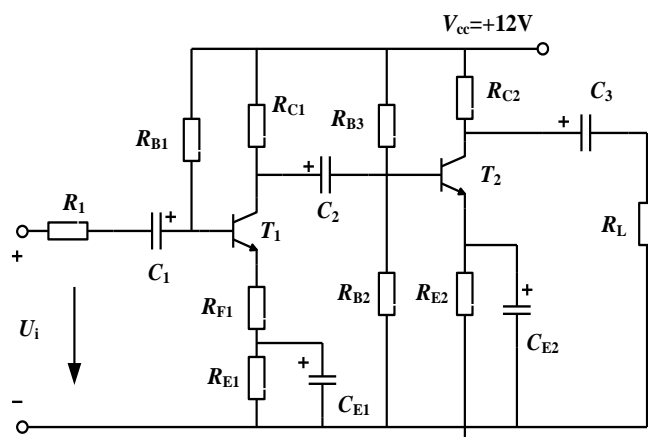 Vcc=+12V
RC1
RB3
RC2
C3
RB1
+
+
+
R1
+
T1
C2
T2
RL
+
C1
+
RF1
RB2
RE2
Ui
CE2
RE1
+
CE1
−